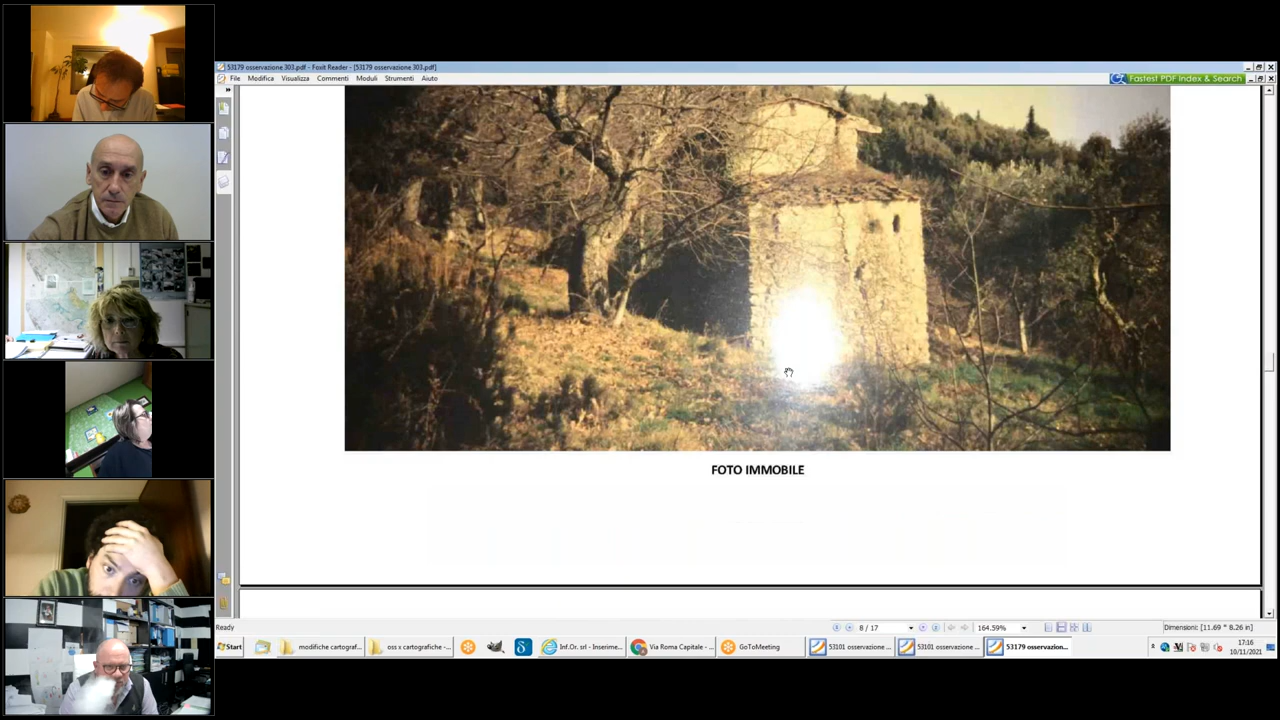 53179 osservazione 303.pdf - Foxit Reader - [53179 osservazione 303.pdf]
File Modifica Visualizza Commenti Moduli Strumenti Aiuto
Fastest PDF Index & Search
FOTO IMMOBILE
Ready
8 / 17
164.59%
Dimensioni: [11.69 * 8.26 in]
Start
modifiche cartograf...
oss x cartografiche -...
Inf.Or. srl - Inserime...
Via Roma Capitale - ...
GoToMeeting
53101 osservazione ...
53101 osservazione ...
53179 osservazion...
17:16
10/11/2021